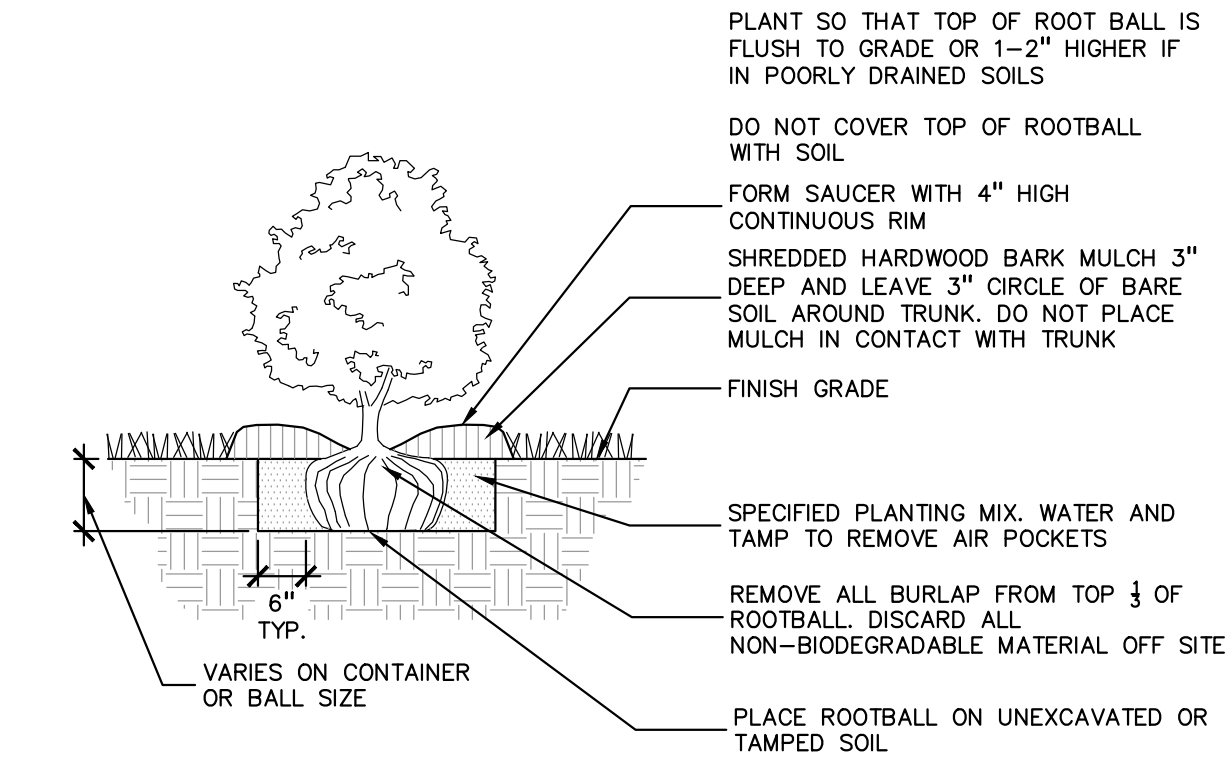 PLANT SO THAT TOP OF ROOT BALL IS
FLUSH TO GRADE OR 1-2" HIGHER IF
IN POORLY DRAINED SOILS
DO NOT COVER TOP OF ROOTBALL
WITH SOIL
FORM SAUCER WITH 4" HIGH
CONTINUOUS RIM
SHREDDED HARDWOOD BARK MULCH 3"
DEEP AND LEAVE 3" CIRCLE OF BARE
SOIL AROUND TRUNK. DO NOT PLACE
MULCH IN CONTACT WITH TRUNK
FINISH GRADE
SPECIFIED PLANTING MIX. WATER AND
TAMP TO REMOVE AIR POCKETS
REMOVE ALL BURLAP FROM TOP 1/3 OF
ROOTBALL. DISCARD ALL
NON-BIODEGRADABLE MATERIAL OFF SITE
PLACE ROOTBALL ON UNEXCAVATED OR
TAMPED SOIL
6"
TYP.
VARIES ON CONTAINER
OR BALL SIZE